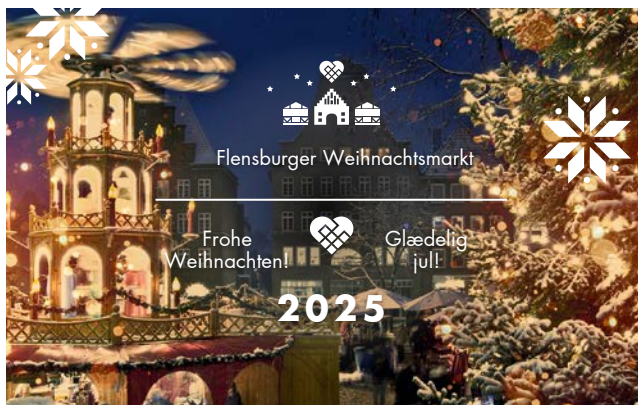 Flensburger Weihnachtsmarkt
Frohe
Weihnachten!
Glædelig
jul!
2025